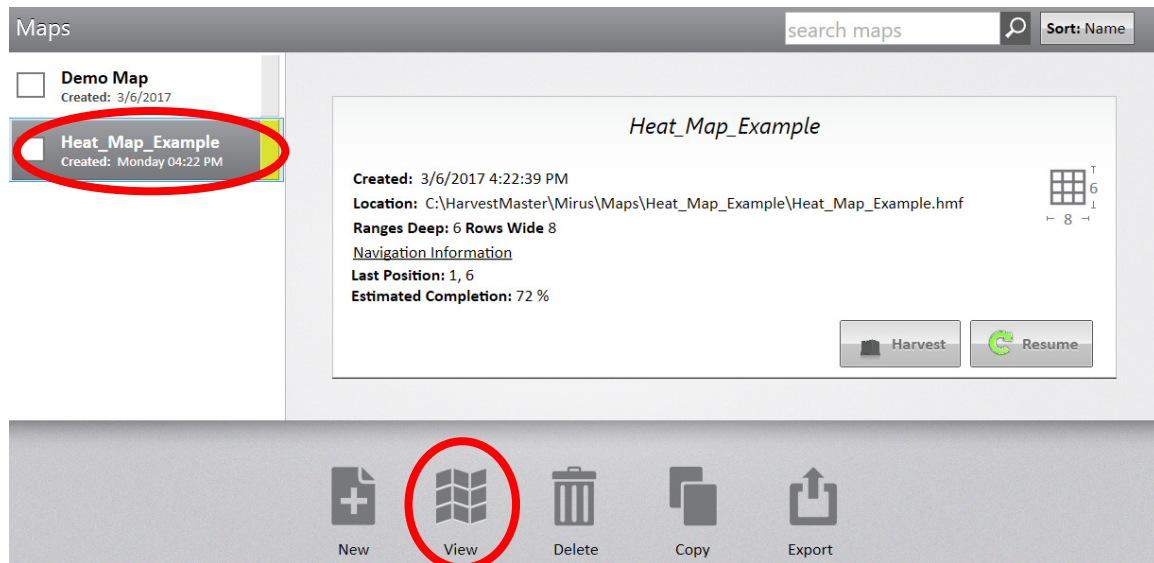 Maps
search maps
Sort: Name
Demo Map
Created: 3/6/2017
Heat_Map_Example
Created: Monday 04:22 PM
Heat_Map_Example
Created: 3/6/2017 4:22:39 PM
Location: C:\HarvestMaster\Mirus\Maps\Heat_Map_Example\Heat_Map_Example.hmf
Ranges Deep: 6 Rows Wide 8
Navigation Information
Last Position: 1, 6
Estimated Completion: 72 %
6
8
Harvest
Resume
New
View
Delete
Copy
Export